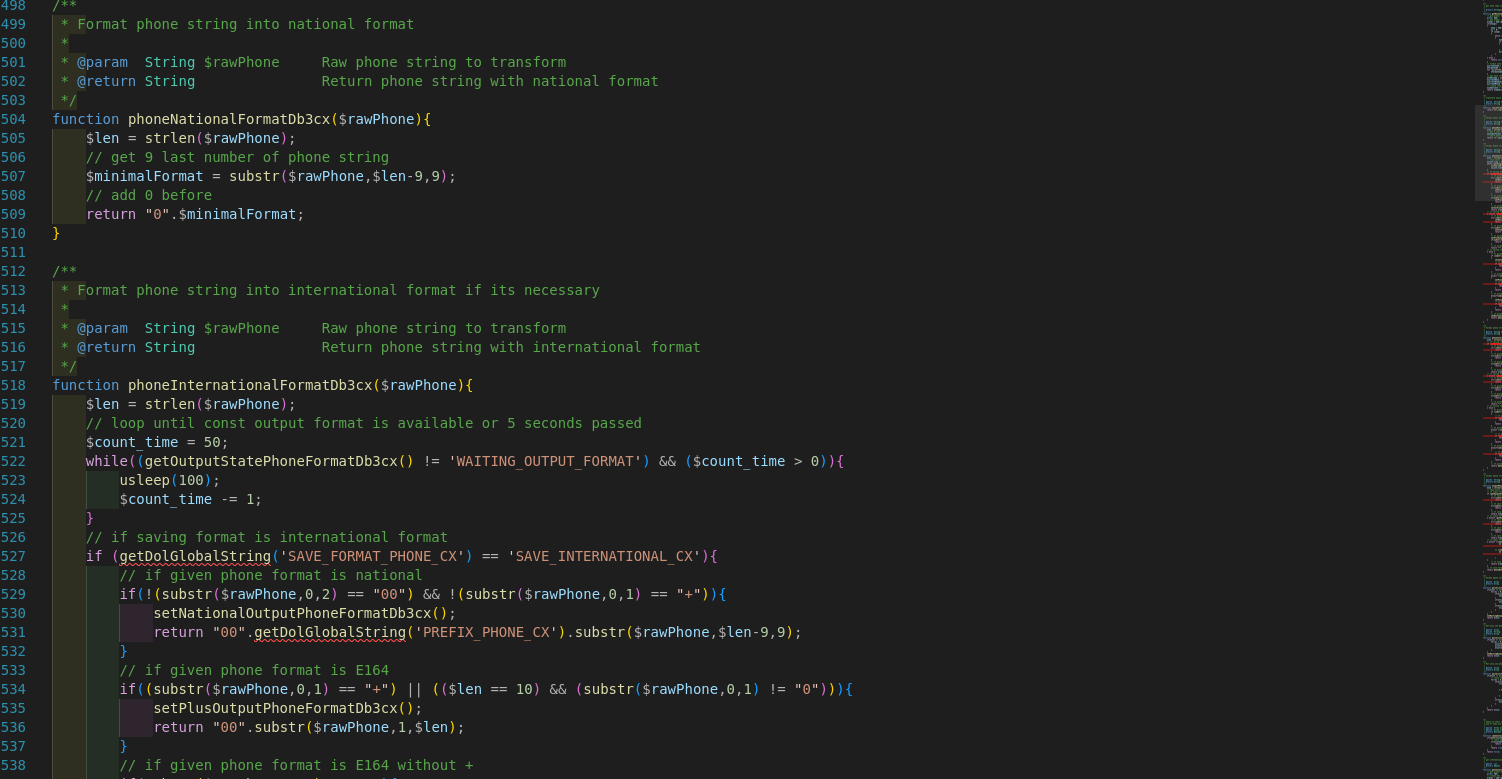 498 /**
499  * Format phone string into national format
500  *
501  * @param  String $rawPhone     Raw phone string to transform
502  * @return String               Return phone string with national format
503  */
504 function phoneNationalFormatDb3cx($rawPhone){
505     $len = strlen($rawPhone);
506     // get 9 last number of phone string
507     $minimalFormat = substr($rawPhone,$len-9,9);
508     // add 0 before
509     return "0".$minimalFormat;
510 }
511
512 /**
513  * Format phone string into international format if its necessary
514  *
515  * @param  String $rawPhone     Raw phone string to transform
516  * @return String               Return phone string with international format
517  */
518 function phoneInternationalFormatDb3cx($rawPhone){
519     $len = strlen($rawPhone);
520     // loop until const output format is available or 5 seconds passed
521     $count_time = 50;
522     while((getOutputStatePhoneFormatDb3cx() != 'WAITING_OUTPUT_FORMAT') && ($count_time > 0)){
523         usleep(100);
524         $count_time -= 1;
525     }
526     // if saving format is international format
527     if (getDolGlobalString('SAVE_FORMAT_PHONE_CX') == 'SAVE_INTERNATIONAL_CX'){
528         // if given phone format is national
529         if(!(substr($rawPhone,0,2) == "00") && !(substr($rawPhone,0,1) == "+")){
530             setNationalOutputPhoneFormatDb3cx();
531             return "00".getDolGlobalString('PREFIX_PHONE_CX').substr($rawPhone,$len-9,9);
532         }
533         // if given phone format is E164
534         if((substr($rawPhone,0,1) == "+") || (($len == 10) && (substr($rawPhone,0,1) != "0"))){
535             setPlusOutputPhoneFormatDb3cx();
536             return "00".substr($rawPhone,1,$len);
537         }
538         // if given phone format is E164 without +